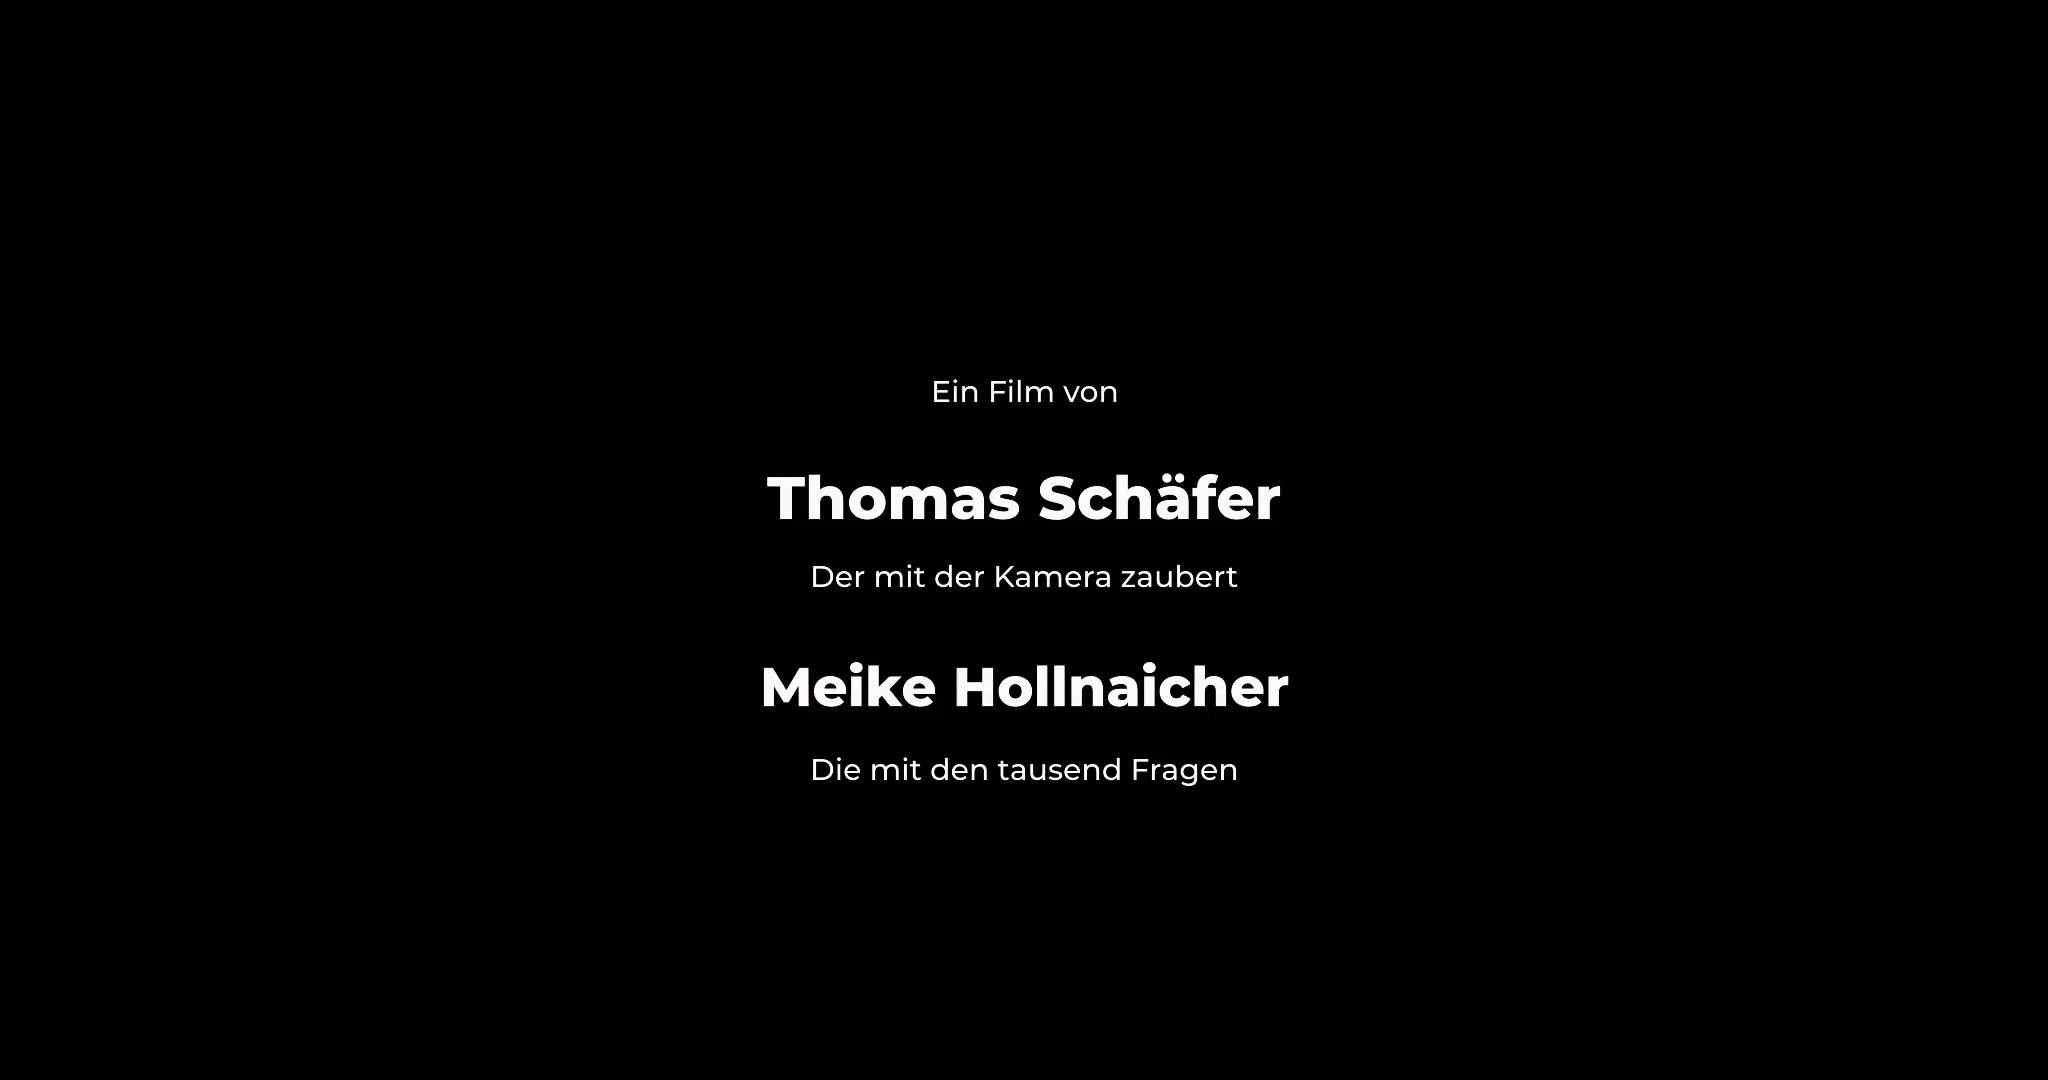 Ein Film von
Thomas Schäfer
Der mit der Kamera zaubert
Meike Hollnaicher
Die mit den tausend Fragen